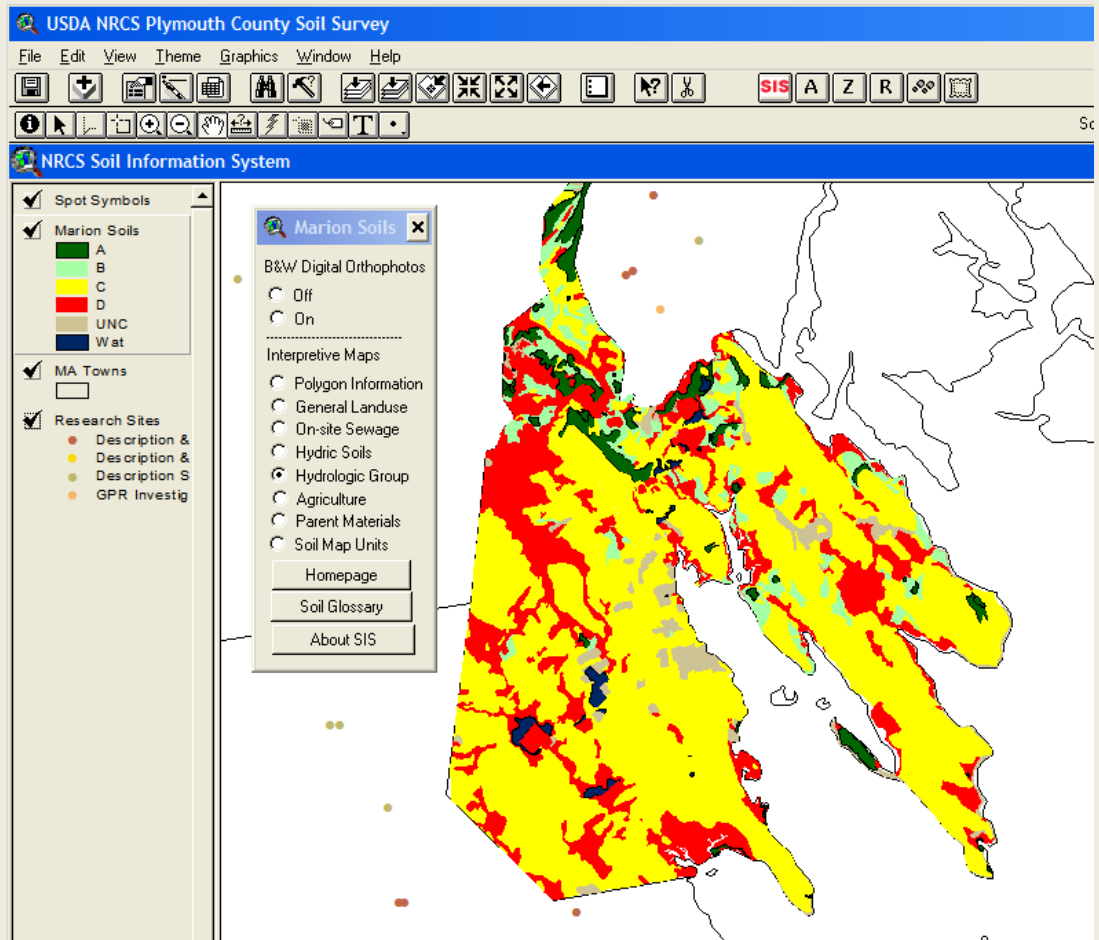 USDA NRCS Plymouth County Soil Survey
File Edit View Theme Graphics Window Help
SIS A Z R
T
Sc
NRCS Soil Information System
Spot Symbols
Marion Soils
A
B
C
D
UNC
Wat
MA Towns
Research Sites
Description &
Description &
Description S
GPR Investig
Marion Soils
B&W Digital Orthophotos
Off
On
Interpretive Maps
Polygon Information
General Landuse
On-site Sewage
Hydric Soils
Hydrologic Group
Agriculture
Parent Materials
Soil Map Units
Homepage
Soil Glossary
About SIS